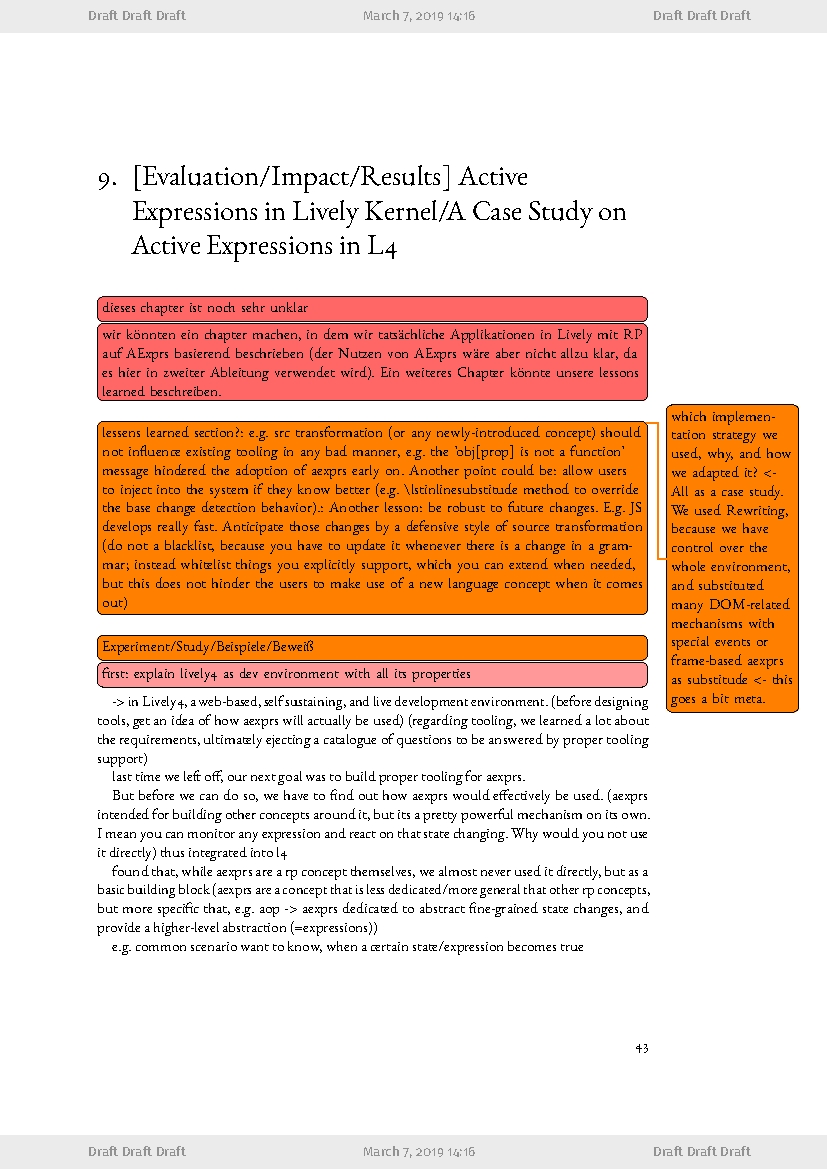 Draft Draft Draft March 7, 2019 14:16 Draft Draft Draft
9. [Evaluation/Impact/Results] Active
Expressions in Lively Kernel/A Case Study on
Active Expressions in L4
dieses chapter ist noch sehr unklar
wir könnten ein chapter machen, in dem wir tatsächliche Applikationen in Lively mit RP
auf AExprs basierend beschrieben (der Nutzen von AExprs wäre aber nicht allzu klar, da
es hier in zweiter Ableitung verwendet wird). Ein weiteres Chapter könnte unsere lessons
learned beschreiben.
lessens learned section?: e.g. src transformation (or any newly-introduced concept) should
not influence existing tooling in any bad manner, e.g. the 'obj[prop] is not a function'
message hindered the adoption of aexprs early on. Another point could be: allow users
to inject into the system if they know better (e.g. \lstinlinesubstitude method to override
the base change detection behavior).: Another lesson: be robust to future changes. E.g. JS
develops really fast. Anticipate those changes by a defensive style of source transformation
(do not a blacklist, because you have to update it whenever there is a change in a gram-
mar; instead whitelist things you explicitly support, which you can extend when needed,
but this does not hinder the users to make use of a new language concept when it comes
out)
which implemen-
tation strategy we
used, why, and how
we adapted it? <-
All as a case study.
We used Rewriting,
because we have
control over the
whole environment,
and substituted
many DOM-related
mechanisms with
special events or
frame-based aexprs
as substitude <- this
goes a bit meta.
Experiment/Study/Beispiele/Beweiß
first: explain lively4 as dev environment with all its properties
-> in Lively4, a web-based, self sustaining, and live development environment. (before designing
tools, get an idea of how aexprs will actually be used) (regarding tooling, we learned a lot about
the requirements, ultimately ejecting a catalogue of questions to be answered by proper tooling
support)
last time we left off, our next goal was to build proper tooling for aexprs.
But before we can do so, we have to find out how aexprs would effectively be used. (aexprs
intended for building other concepts around it, but its a pretty powerful mechanism on its own.
I mean you can monitor any expression and react on that state changing. Why would you not use
it directly) thus integrated into l4
found that, while aexprs are a rp concept themselves, we almost never used it directly, but as a
basic building block (aexprs are a concept that is less dedicated/more general that other rp concepts,
but more specific that, e.g. aop -> aexprs dedicated to abstract fine-grained state changes, and
provide a higher-level abstraction (=expressions))
e.g. common scenario want to know, when a certain state/expression becomes true
43
Draft Draft Draft March 7, 2019 14:16 Draft Draft Draft